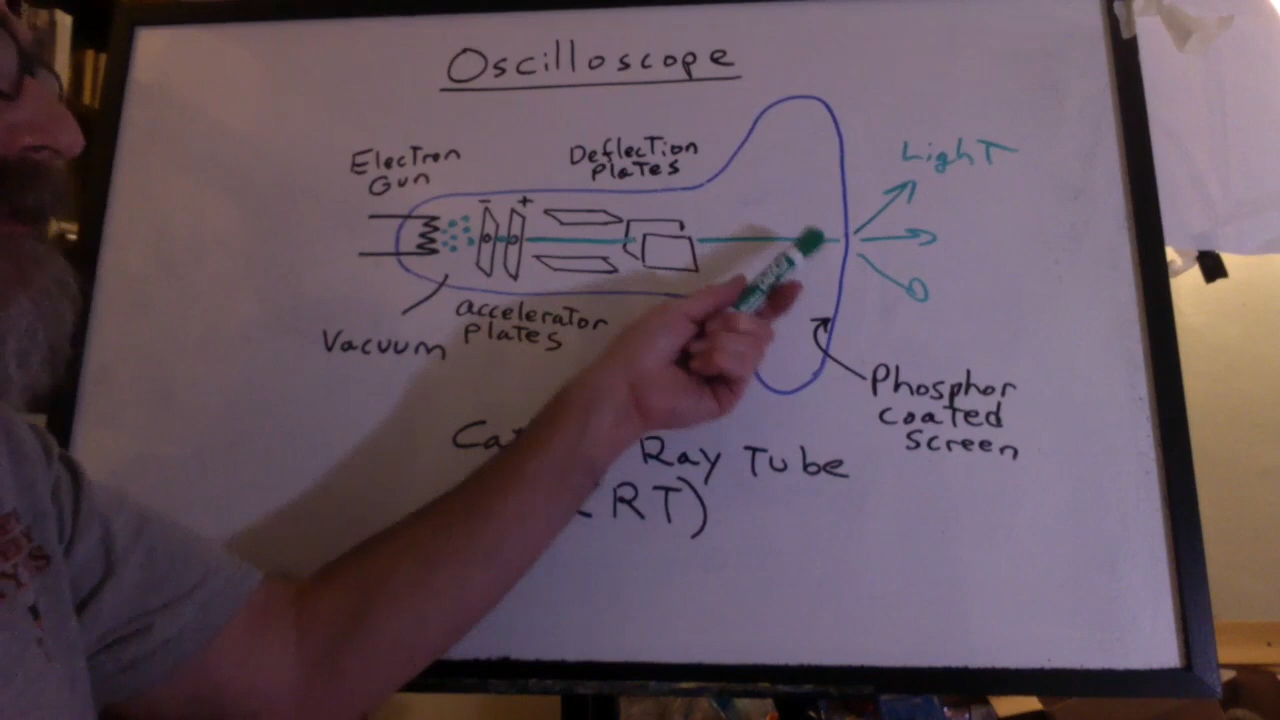 Oscilloscope
Electron
Gun
Deflection
Plates
Light
- +
accelerator
plates
Vacuum
Phosphor
coated
screen
Ray Tube
RT)